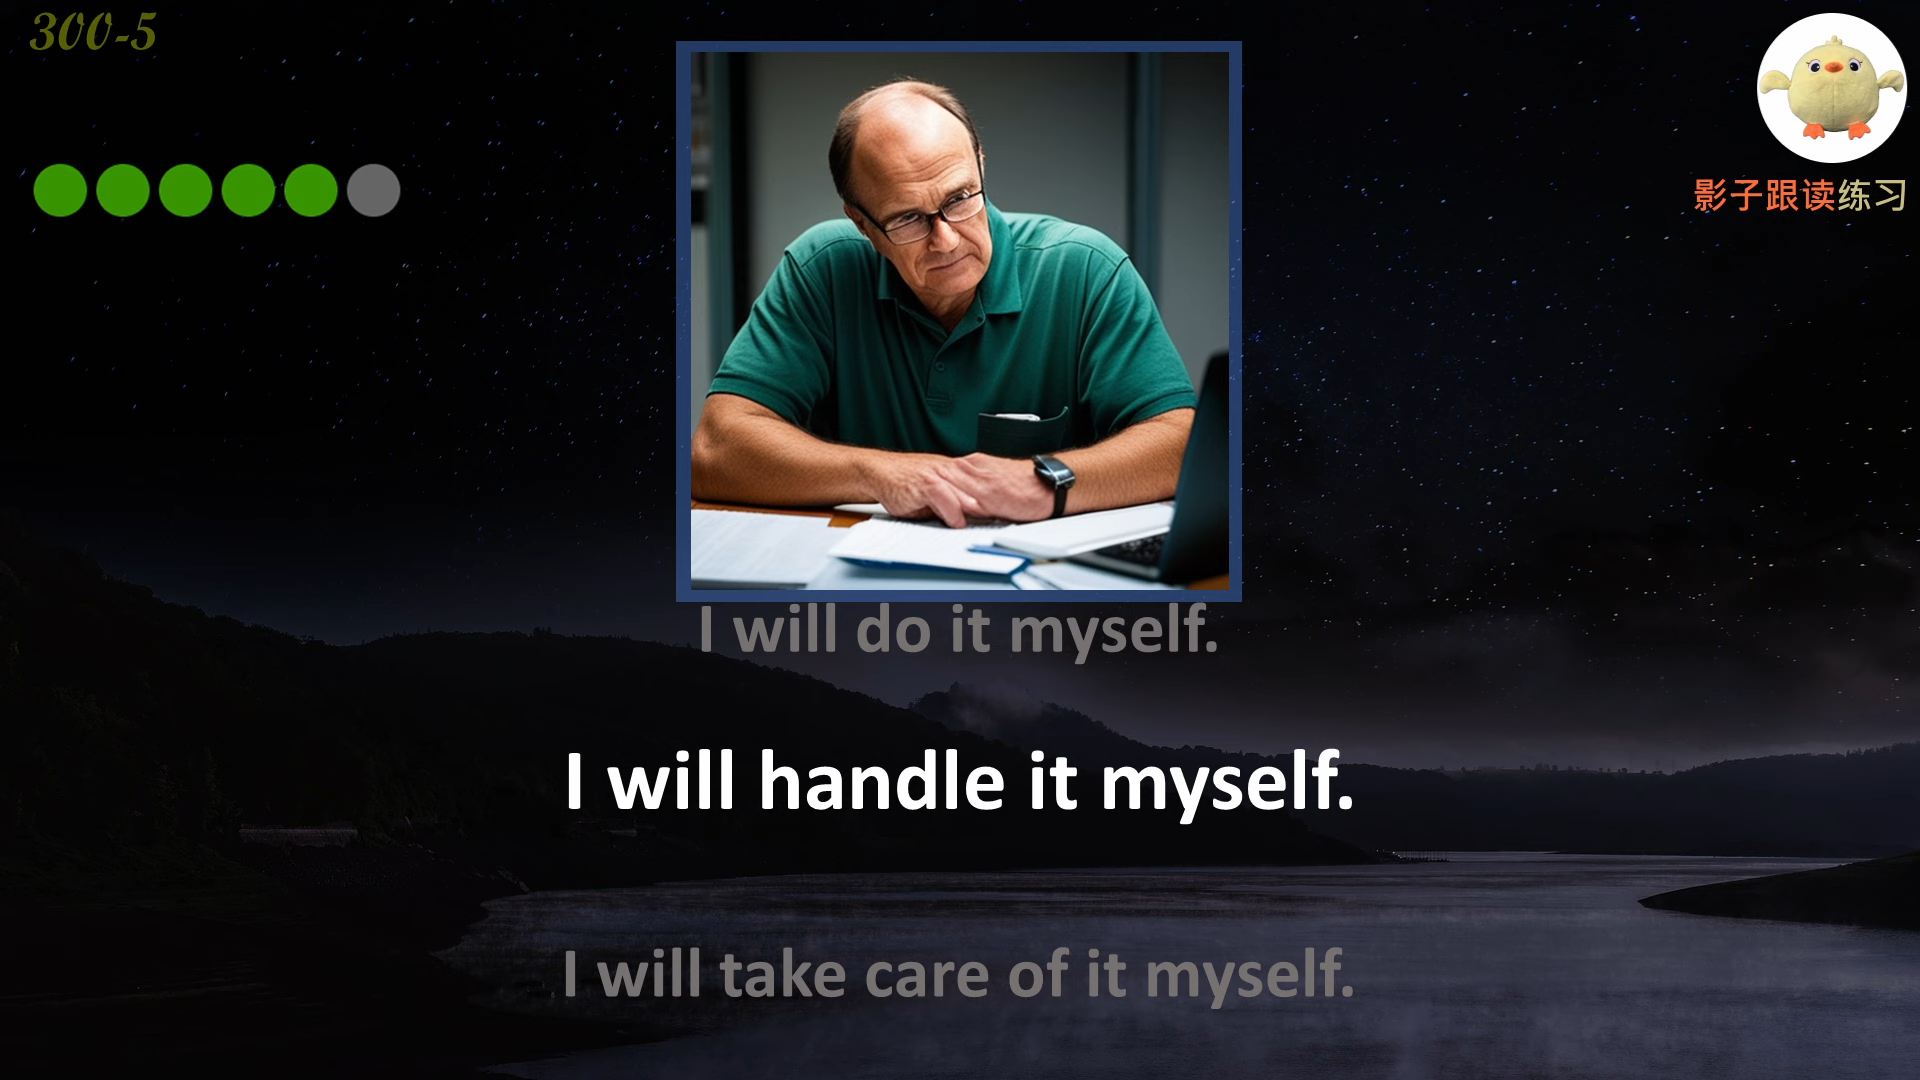 300-5
影子跟读练习
I will do it myself.
I will handle it myself.
I will take care of it myself.